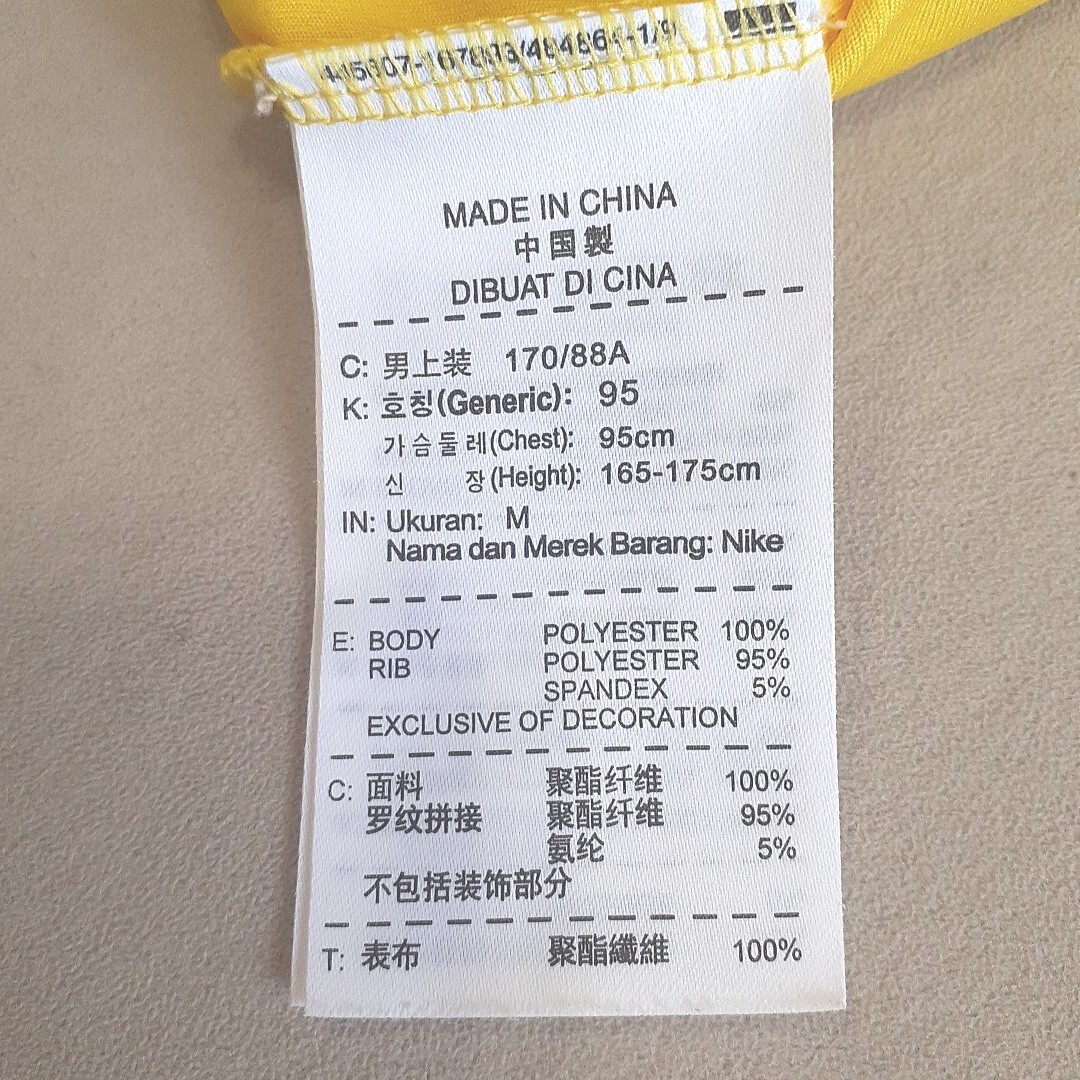 MADE IN CHINA
中国製
DIBUAT DI CINA
C: 男上装 170/88A
K: 호칭(Generic): 95
가슴둘레(Chest): 95cm
신 장(Height): 165-175cm
IN: Ukuran: M
Nama dan Merek Barang: Nike
E: BODY POLYESTER 100%
RIB POLYESTER 95%
SPANDEX 5%
EXCLUSIVE OF DECORATION
C: 面料 聚酯纤维 100%
罗纹拼接 聚酯纤维 95%
氨纶 5%
不包括装饰部分
T: 表布 聚酯纖維 100%